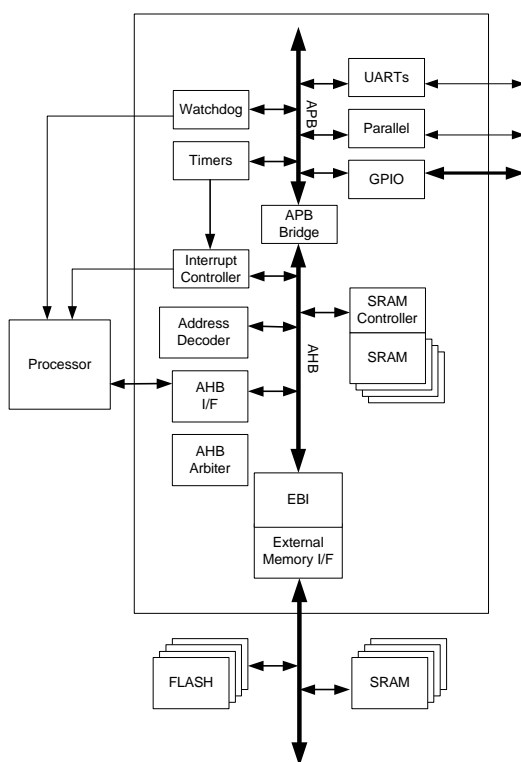 UARTs
Watchdog
APB
Parallel
Timers
GPIO
APB
Bridge
Interrupt
Controller
SRAM
Controller
Address
Decoder
SRAM
Processor
AHB
AHB
I/F
AHB
Arbiter
EBI
External
Memory I/F
FLASH
SRAM